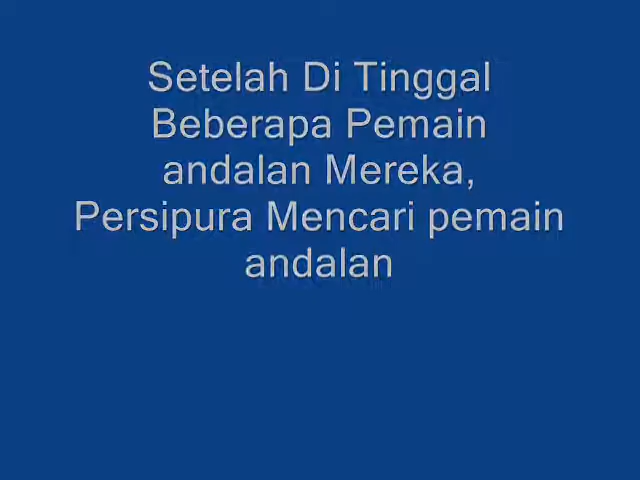 Setelah Di Tinggal
Beberapa Pemain
andalan Mereka,
Persipura Mencari pemain
andalan